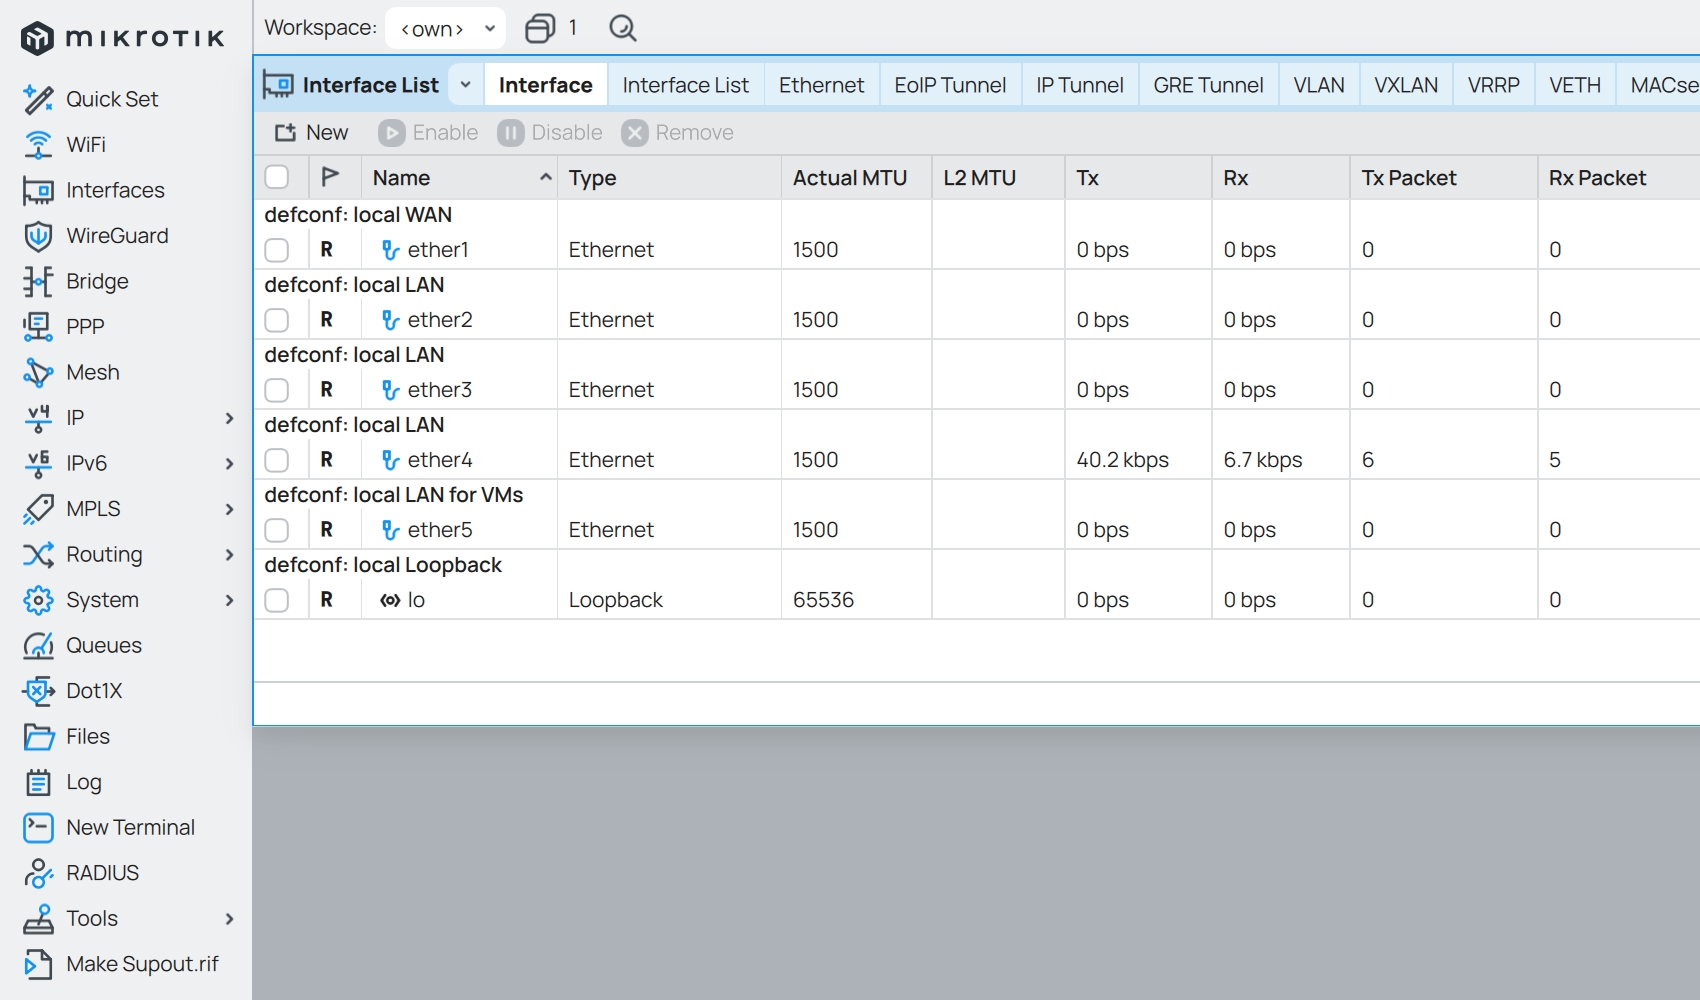 Workspace: <own> 1
mikrotik
Interface List Interface Interface List Ethernet EoIP Tunnel IP Tunnel GRE Tunnel VLAN VXLAN VRRP VETH MACse
New Enable Disable Remove
Name Type Actual MTU L2 MTU Tx Rx Tx Packet Rx Packet
defconf: local WAN
R ether1 Ethernet 1500 0 bps 0 bps 0 0
defconf: local LAN
R ether2 Ethernet 1500 0 bps 0 bps 0 0
defconf: local LAN
R ether3 Ethernet 1500 0 bps 0 bps 0 0
defconf: local LAN
R ether4 Ethernet 1500 40.2 kbps 6.7 kbps 6 5
defconf: local LAN for VMs
R ether5 Ethernet 1500 0 bps 0 bps 0 0
defconf: local Loopback
R lo Loopback 65536 0 bps 0 bps 0 0
Quick Set
WiFi
Interfaces
WireGuard
Bridge
PPP
Mesh
v4 IP
v6 IPv6
MPLS
Routing
System
Queues
Dot1X
Files
Log
New Terminal
RADIUS
Tools
Make Supout.rif